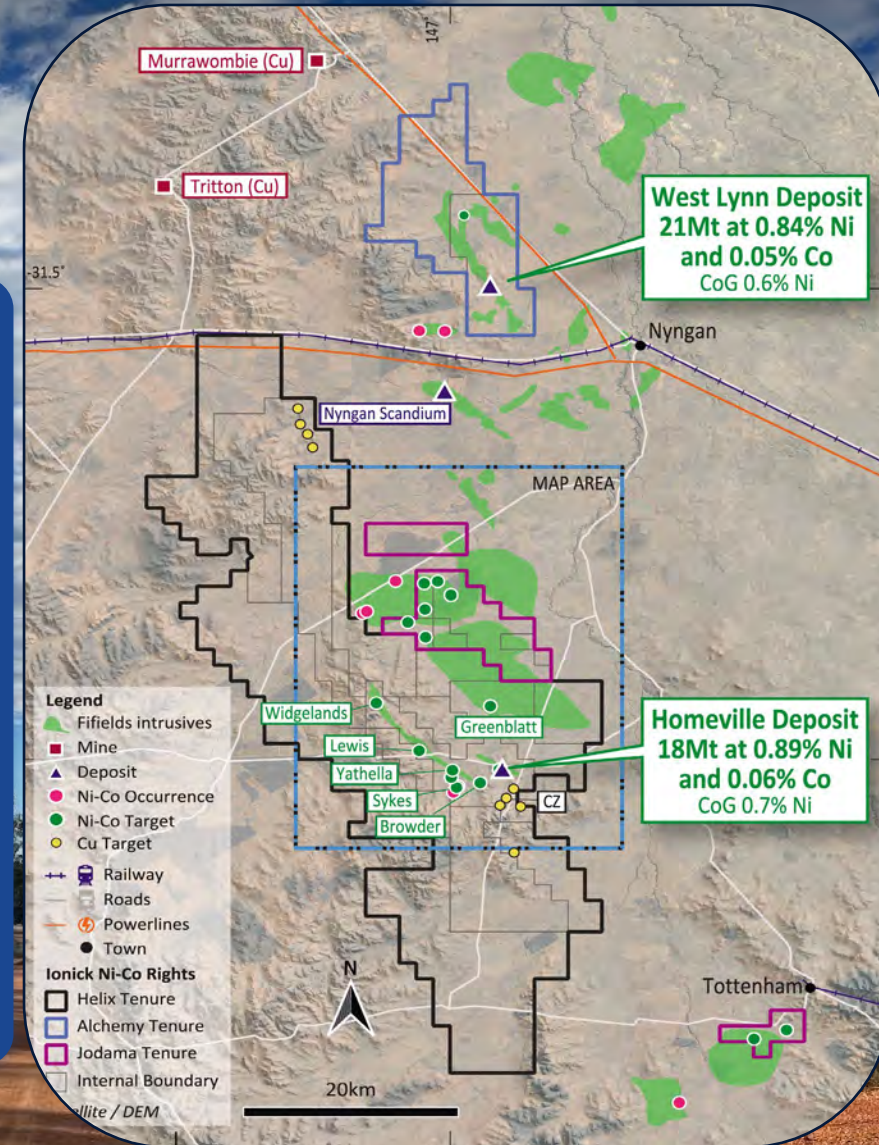 147°
Murrawombie (Cu)
Tritton (Cu)
West Lynn Deposit
21Mt at 0.84% Ni
and 0.05% Co
CoG 0.6% Ni
-31.5°
Nyngan
Nyngan Scandium
MAP AREA
Widgelands
Greenblatt
Lewis
Yathella
Sykes
Browder
CZ
Homeville Deposit
18Mt at 0.89% Ni
and 0.06% Co
CoG 0.7% Ni
Legend
Fifields intrusives
Mine
Deposit
Ni-Co Occurrence
Ni-Co Target
Cu Target
Railway
Roads
Powerlines
Town
Ionick Ni-Co Rights
Helix Tenure
Alchemy Tenure
Jodama Tenure
Internal Boundary
ellite / DEM
N
20km
Tottenham